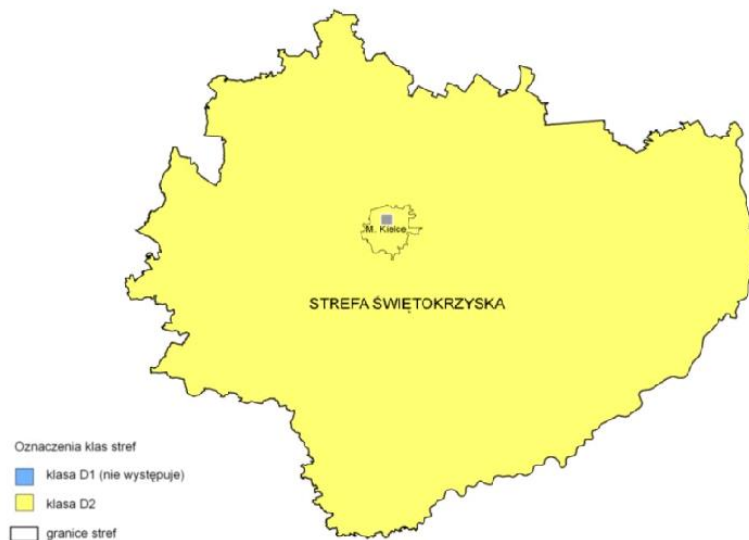 M. Kielce
STREFA ŚWIĘTOKRZYSKA
Oznaczenia klas stref
klasa D1 (nie występuje)
klasa D2
granice stref